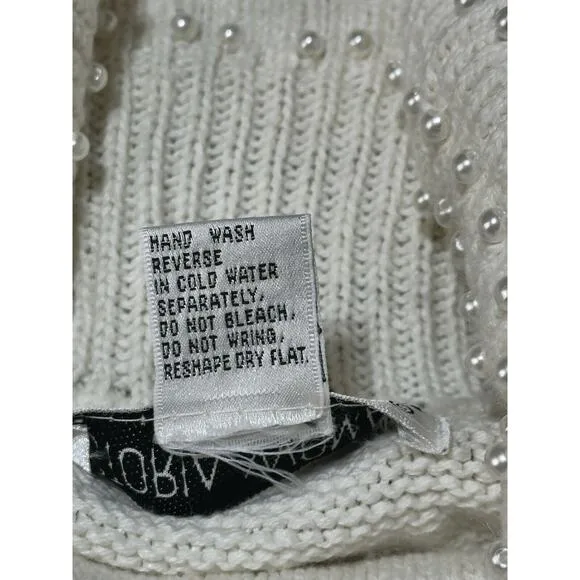 HAND WASH
REVERSE
IN COLD WATER
SEPARATELY.
DO NOT BLEACH.
DO NOT WRING.
RESHAPE DRY FLAT.